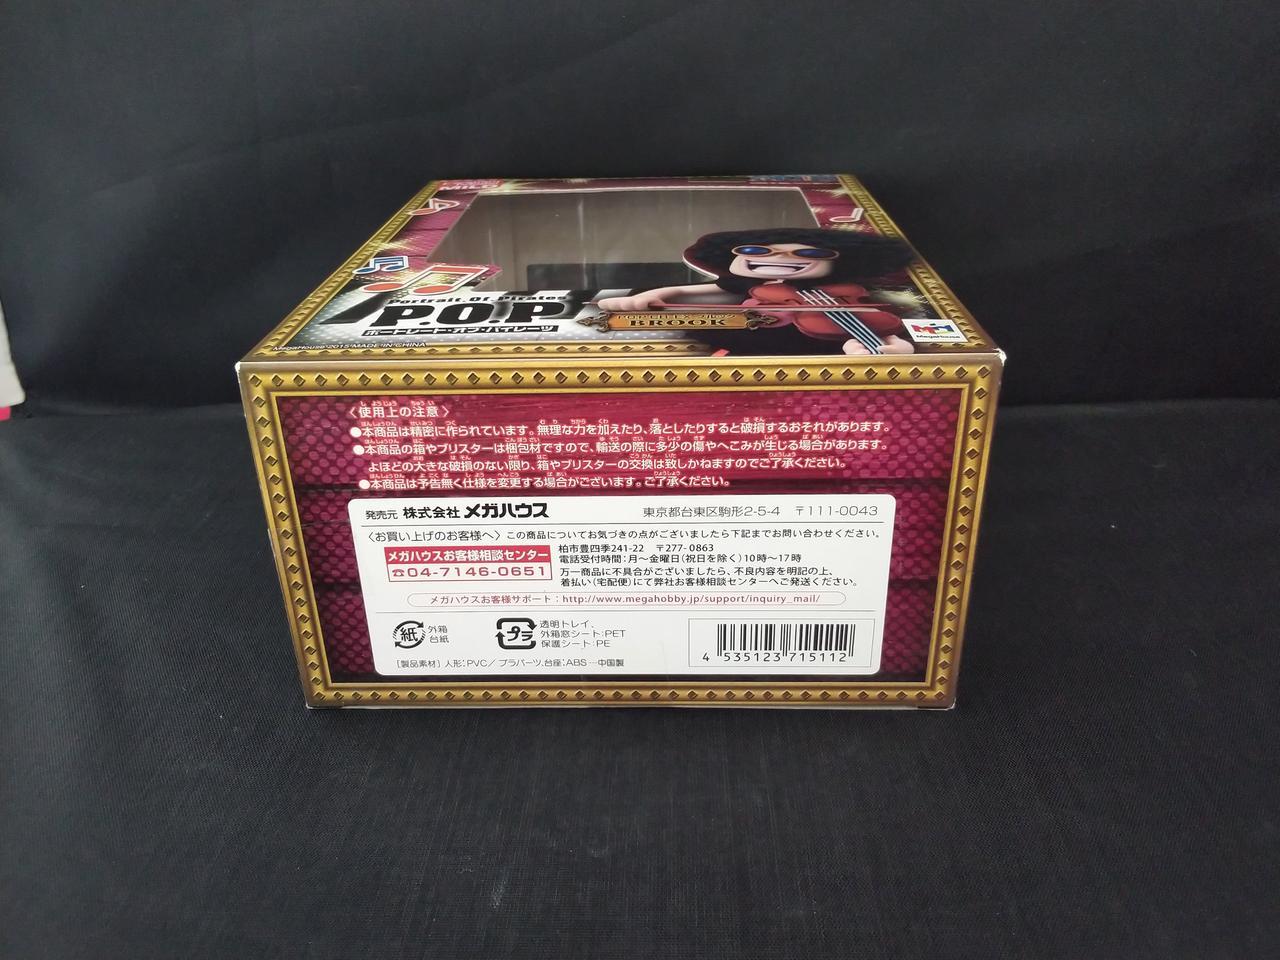 MILD
Portrait.Of.Pirates
P.O.P
ポートレート・オブ・パイレーツ
BROOK
MegaHouse
MegaHouse 2015 MADE IN CHINA
〈使用上の注意〉
●本商品は精密に作られています。無理な力を加えたり、落としたりすると破損するおそれがあります。
●本商品の箱やブリスターは梱包材ですので、輸送の際に多少の傷やへこみが生じる場合があります。
よほどの大きな破損のない限り、箱やブリスターの交換は致しかねますのでご了承ください。
●本商品は予告無く仕様を変更する場合がございます。ご了承ください。
発売元 株式会社 メガハウス 東京都台東区駒形2-5-4 〒111-0043
〈お買い上げのお客様へ〉この商品についてお気づきの点がございましたら下記までお問い合わせください。
メガハウスお客様相談センター
☎04-7146-0651
柏市豊四季241-22 〒277-0863
電話受付時間：月～金曜日(祝日を除く)10時～17時
万一商品に不具合がございましたら、不良内容を明記の上、
着払い(宅配便)にて弊社お客様相談センターへご発送ください。
メガハウスお客様サポート：http://www.megahobby.jp/support/inquiry_mail/
紙 外箱
台紙
プラ 透明トレイ、
外箱窓シート：PET
保護シート：PE
［製品素材］人形：PVC／プラパーツ,台座：ABS…中国製
4 535123 715112